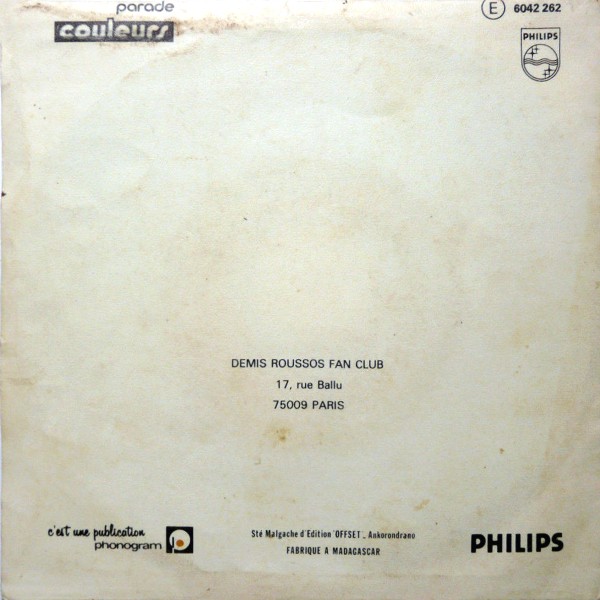 parade
couleurs
E 6042 262
PHILIPS
DEMIS ROUSSOS FAN CLUB
17, rue Ballu
75009 PARIS
c'est une publication
phonogram
Sté Malgache d'Edition "OFFSET" _ Ankorondrano
FABRIQUE A MADAGASCAR
PHILIPS